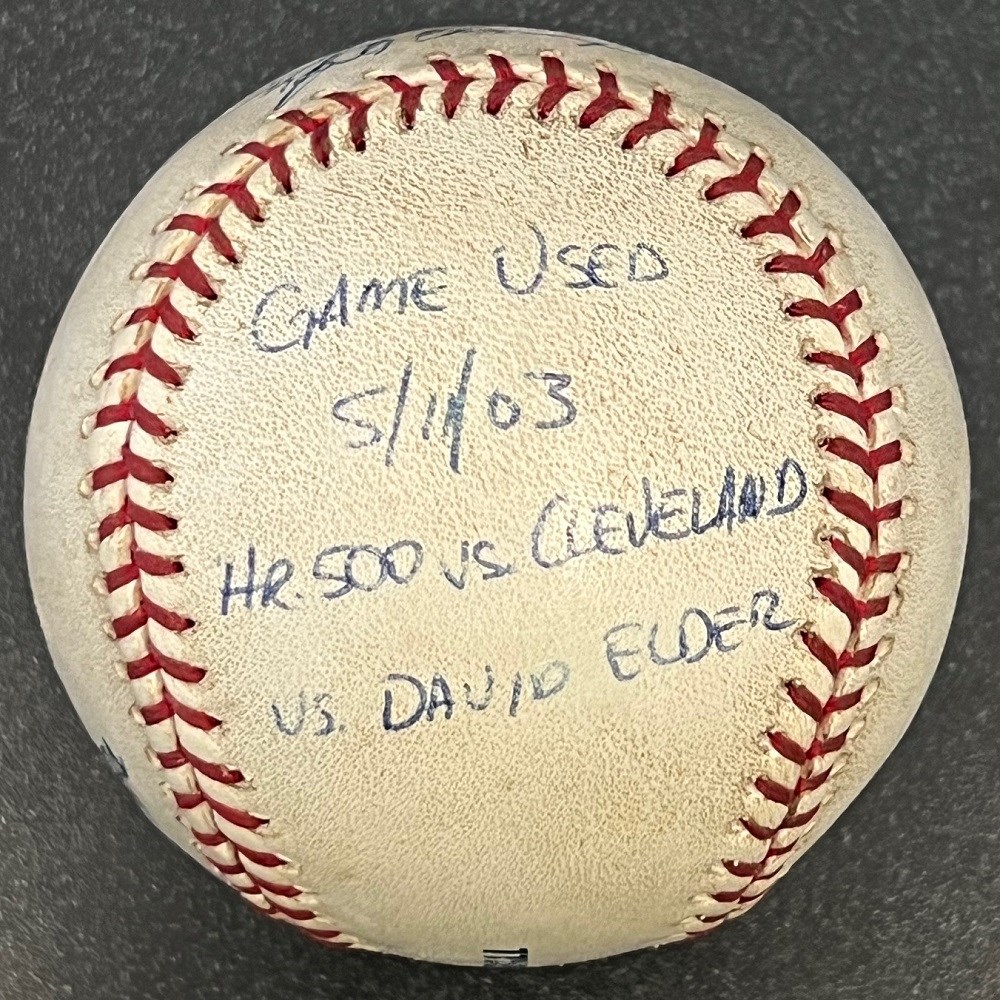 GAME USED
5/11/03
HR. 500 VS. CLEVELAND
VS. DAVID ELDER